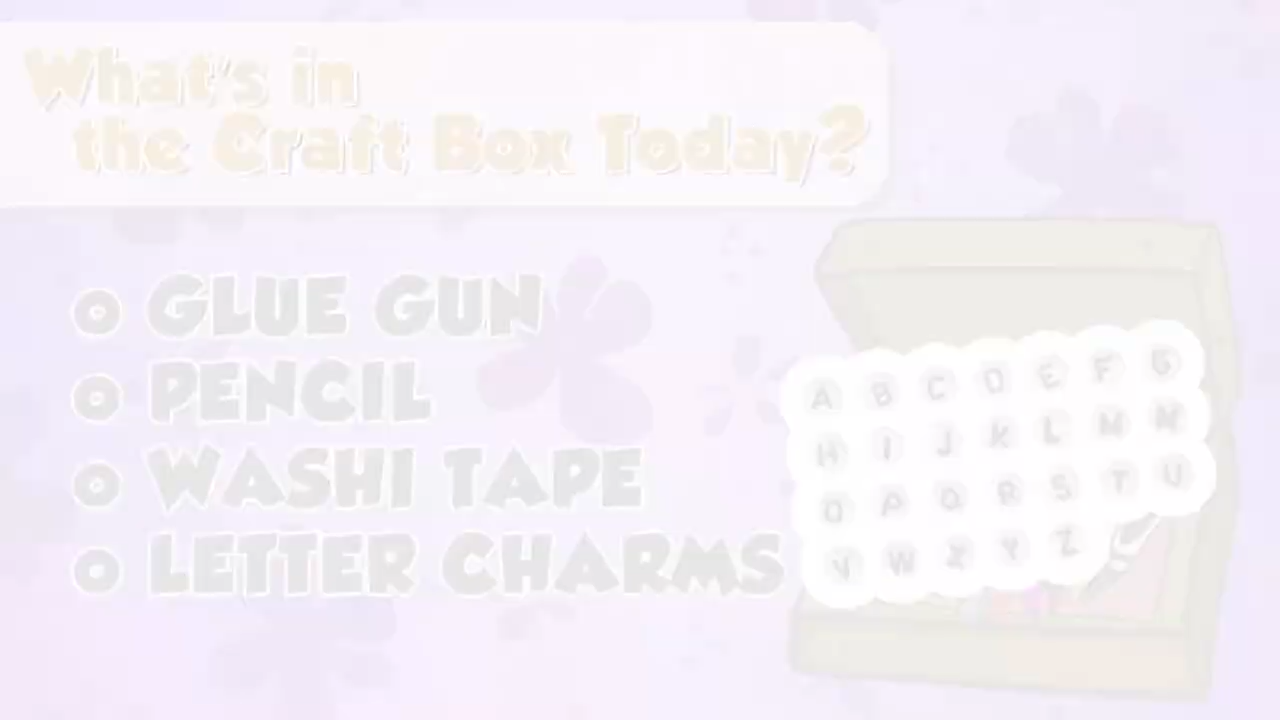 What's in
the Craft Box Today?
GLUE GUN
PENCIL
WASHI TAPE
LETTER CHARMS
A B C D E F G
H I J K L M N
O P Q R S T U
V W X Y Z